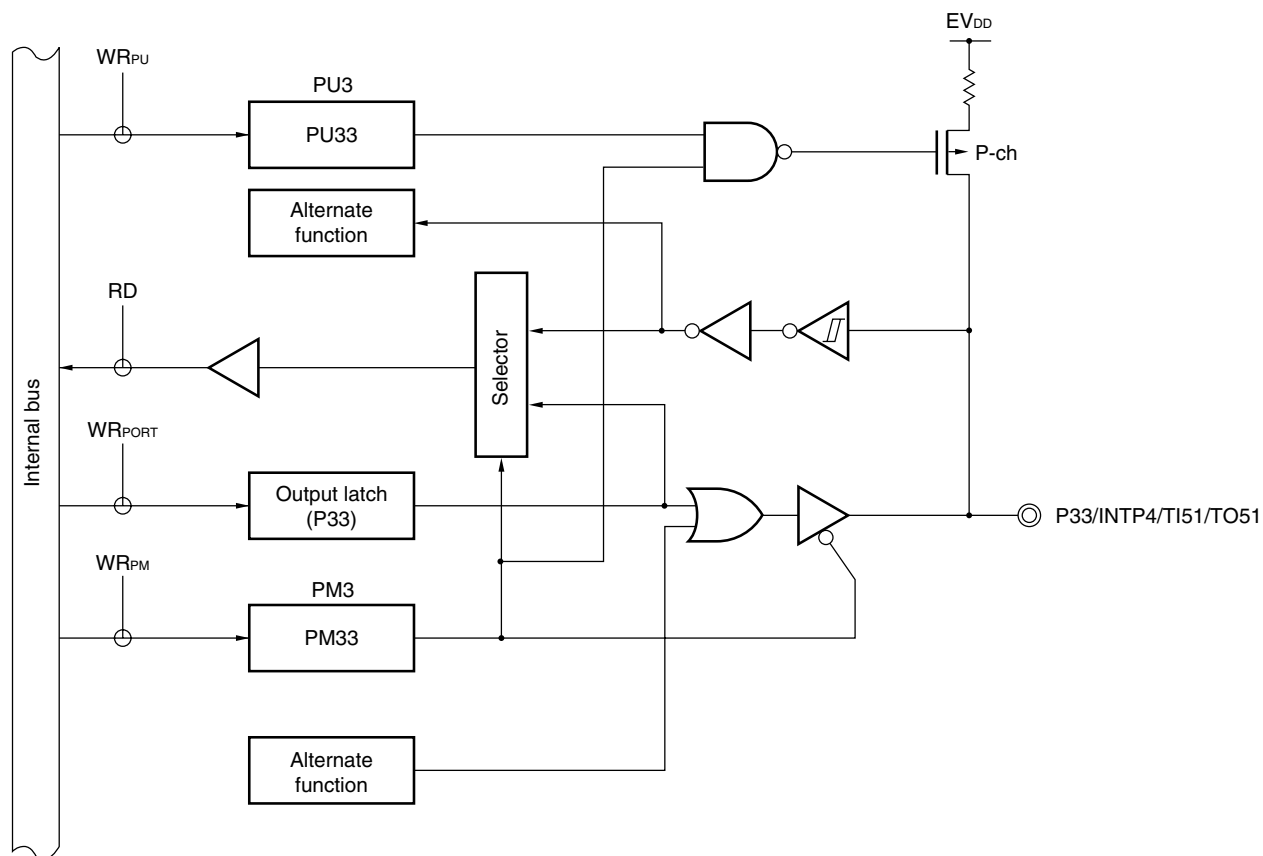 EVDD
WRPU
PU3
PU33
P-ch
Alternate
function
RD
Selector
Internal bus
WRPORT
Output latch
(P33)
P33/INTP4/TI51/TO51
WRPM
PM3
PM33
Alternate
function